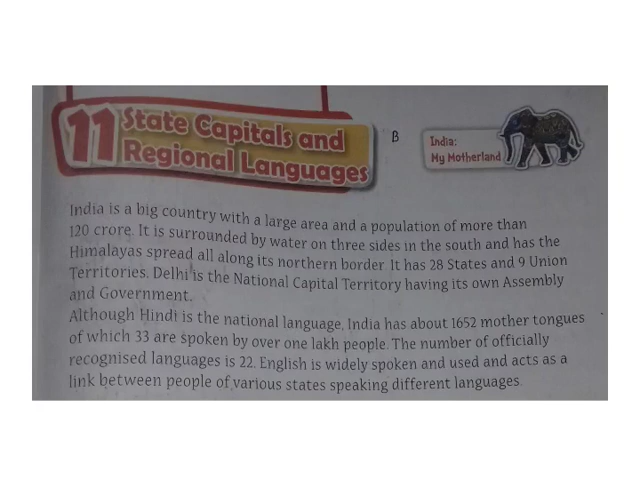 11 State Capitals and
Regional Languages
B
India:
My Motherland
India is a big country with a large area and a population of more than
120 crore. It is surrounded by water on three sides in the south and has the
Himalayas spread all along its northern border. It has 28 States and 9 Union
Territories. Delhi is the National Capital Territory having its own Assembly
and Government.
Although Hindi is the national language, India has about 1652 mother tongues
of which 33 are spoken by over one lakh people. The number of officially
recognised languages is 22. English is widely spoken and used and acts as a
link between people of various states speaking different languages.